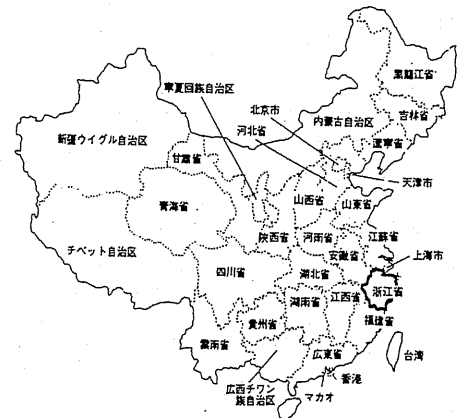 黒龍江省
寧夏回族自治区
北京市
内蒙古自治区
吉林省
河北省
遼寧省
新疆ウイグル自治区
甘粛省
天津市
山西省
山東省
青海省
陝西省
河南省
江蘇省
チベット自治区
安徽省
上海市
四川省
湖北省
浙江省
湖南省
江西省
貴州省
福建省
雲南省
広東省
台湾
香港
広西チワン
族自治区
マカオ